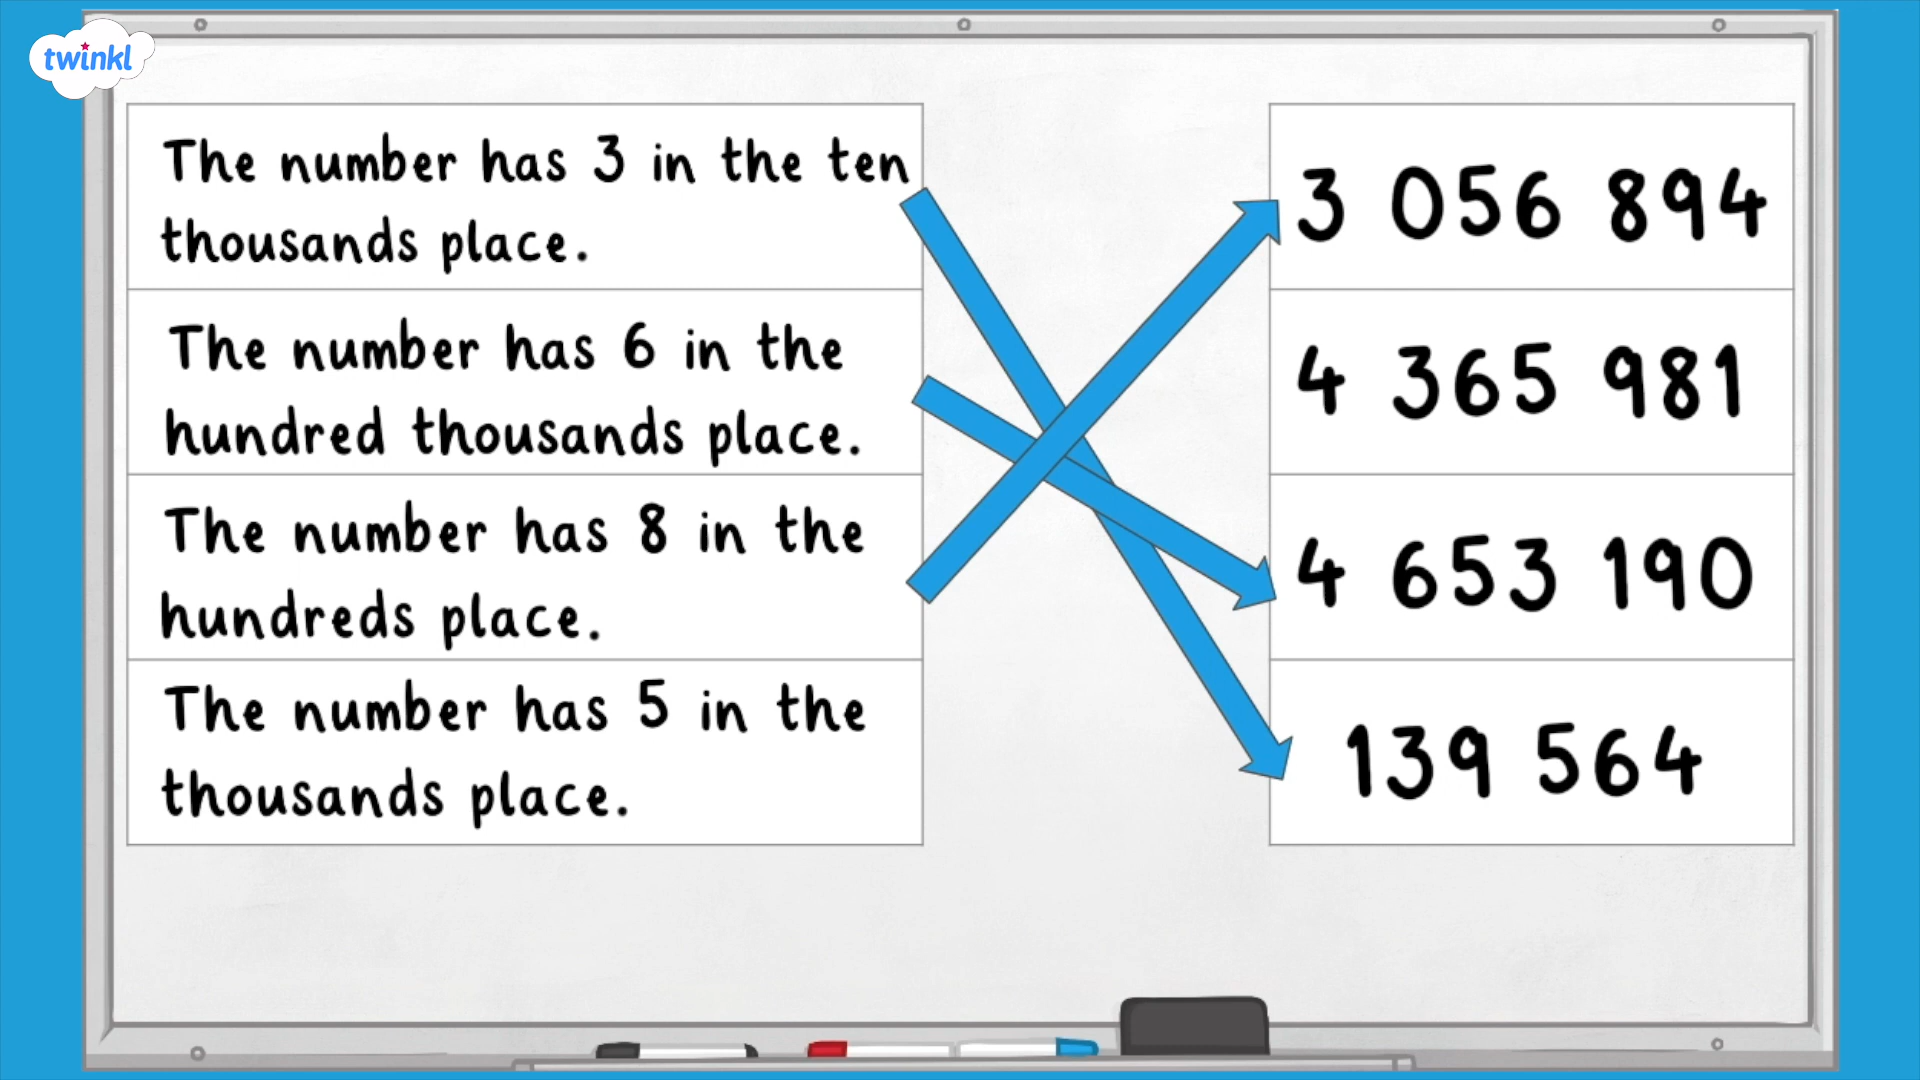 twinkl
The number has 3 in the ten
thousands place.
The number has 6 in the
hundred thousands place.
The number has 8 in the
hundreds place.
The number has 5 in the
thousands place.
3 056 894
4 365 981
4 653 190
139 564